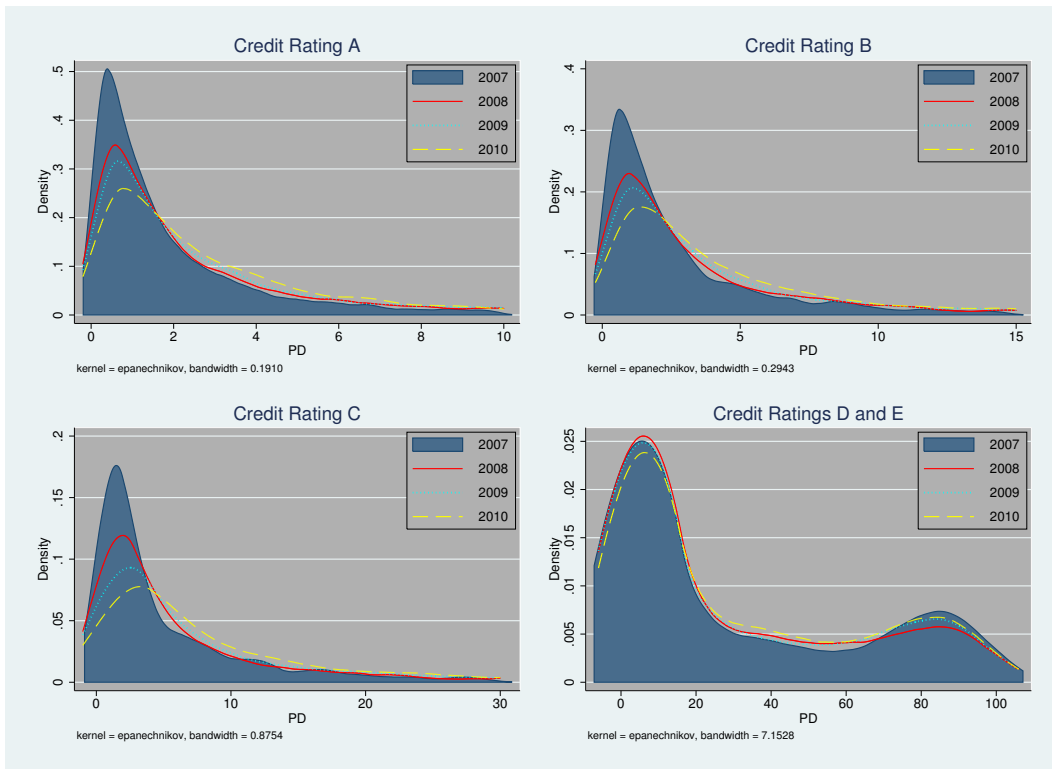 Credit Rating A
.5
.4
.3
.2
.1
0
Density
0 2 4 6 8 10
PD
2007
2008
2009
2010
kernel = epanechnikov, bandwidth = 0.1910
Credit Rating B
.4
.3
.2
.1
0
Density
0 5 10 15
PD
2007
2008
2009
2010
kernel = epanechnikov, bandwidth = 0.2943
Credit Rating C
.2
.15
.1
.05
0
Density
0 10 20 30
PD
2007
2008
2009
2010
kernel = epanechnikov, bandwidth = 0.8754
Credit Ratings D and E
.025
.02
.015
.01
.005
0
Density
0 20 40 60 80 100
PD
2007
2008
2009
2010
kernel = epanechnikov, bandwidth = 7.1528